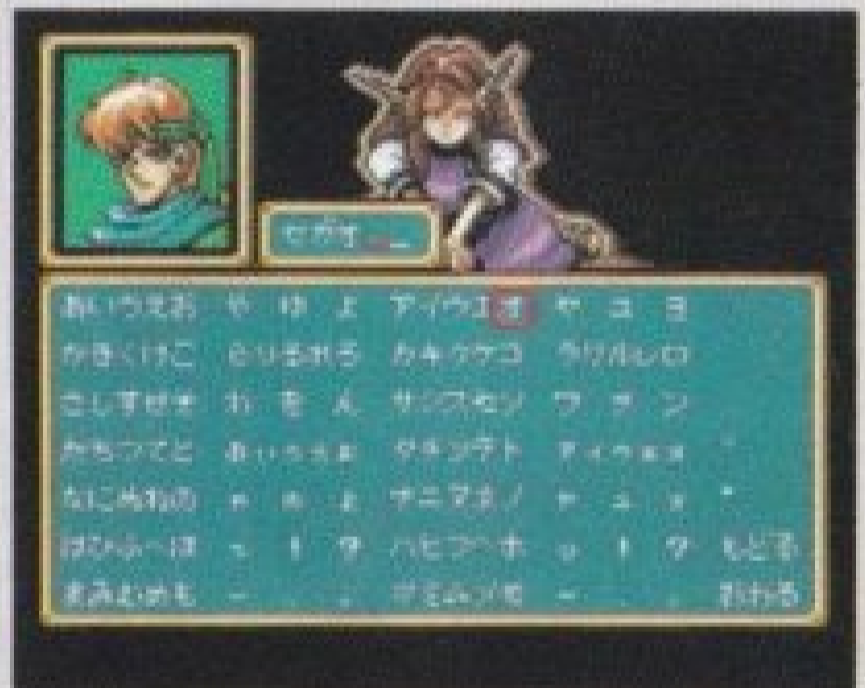 セガオ
あいうえお や ゆ よ アイウエオ ヤ ユ ヨ
かきくけこ らりるれろ カキクケコ ラリルレロ
さしすせそ わ を ん サシスセソ ワ ヲ ン
たちつてと ぁぃぅぇぉ タチツテト ァィゥェォ ゛
なにぬねの ゃ ゅ ょ ナニヌネノ ャ ュ ョ ゜
はひふへほ っ ! ? ハヒフヘホ ッ ! ? もどる
まみむめも ー マミムメモ ー おわる